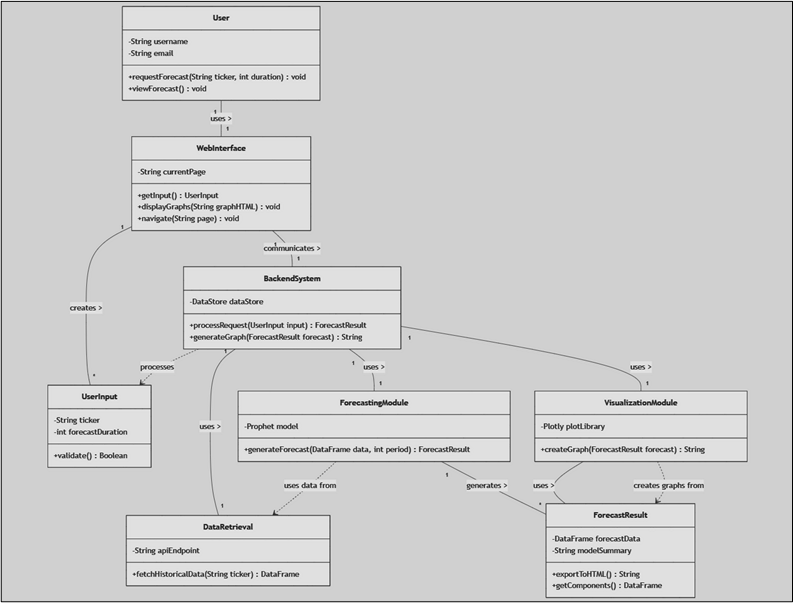 User
-String username
-String email
+requestForecast(String ticker, int duration) : void
+viewForecast() : void
1
uses >
1
WebInterface
-String currentPage
+getInput() : UserInput
+displayGraphs(String graphHTML) : void
+navigate(String page) : void
1
1
communicates >
1
BackendSystem
-DataStore dataStore
+processRequest(UserInput input) : ForecastResult
+generateGraph(ForecastResult forecast) : String
creates >
1
1
1
processes
uses >
uses >
*
1
1
UserInput
-String ticker
-int forecastDuration
+validate() : Boolean
ForecastingModule
-Prophet model
+generateForecast(DataFrame data, int period) : ForecastResult
VisualizationModule
-Plotly plotLibrary
+createGraph(ForecastResult forecast) : String
uses >
1
uses data from
generates >
uses >
creates graphs from
1
*
DataRetrieval
-String apiEndpoint
+fetchHistoricalData(String ticker) : DataFrame
ForecastResult
-DataFrame forecastData
-String modelSummary
+exportToHTML() : String
+getComponents() : DataFrame